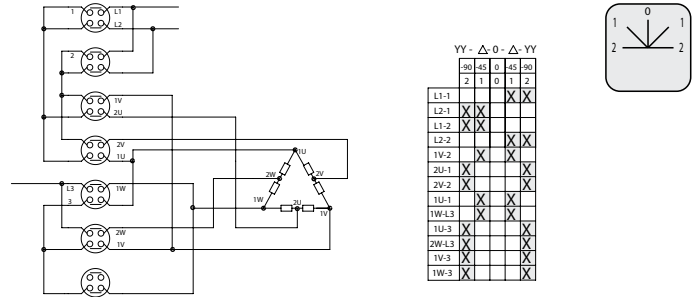 1
L1
L2
2
1V
2U
2V
1U
L3
1W
3
2W
1V
1U
2W
2V
1W
2U
1V
YY - △- 0 - △- YY
-90 -45 0 -45 -90
2 1 0 1 2
L1-1 X X
L2-1 X X
L1-2 X X
L2-2 X X
1V-2 X X
2U-1 X X
2V-2 X X
1U-1 X X
1W-L3 X X
1U-3 X X
2W-L3 X X
1V-3 X X
1W-3 X X
0
1 1
2 2